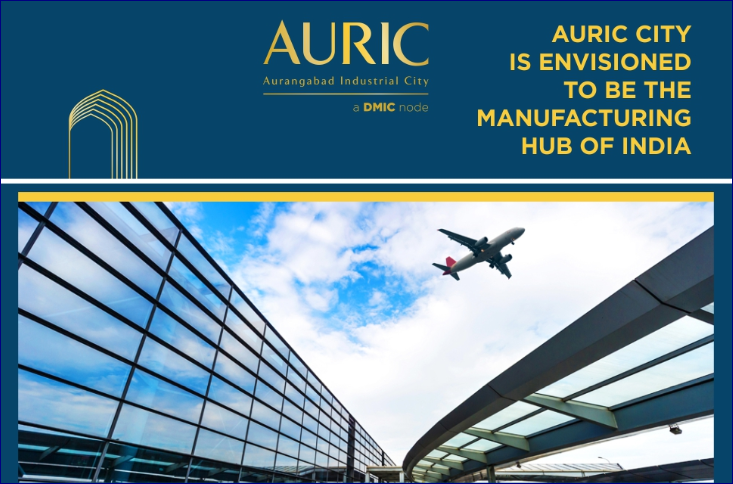 AURIC
Aurangabad Industrial City
a DMIC node
AURIC CITY
IS ENVISIONED
TO BE THE
MANUFACTURING
HUB OF INDIA